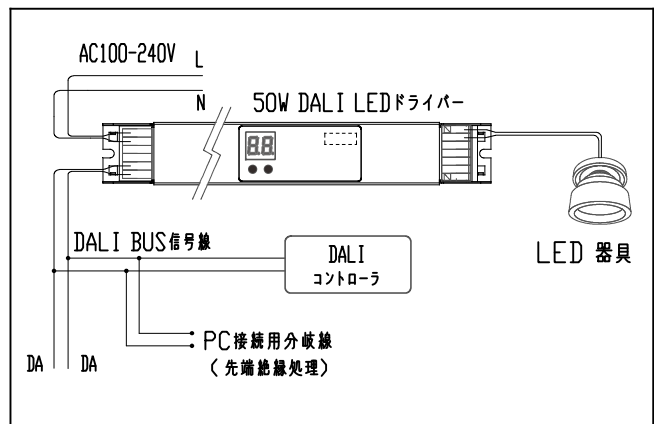 AC100-240V L
N
50W DALI LEDドライバー
8.8.
DALI BUS信号線
DALI
コントローラ
LED 器具
PC接続用分岐線
(先端絶縁処理)
DA DA